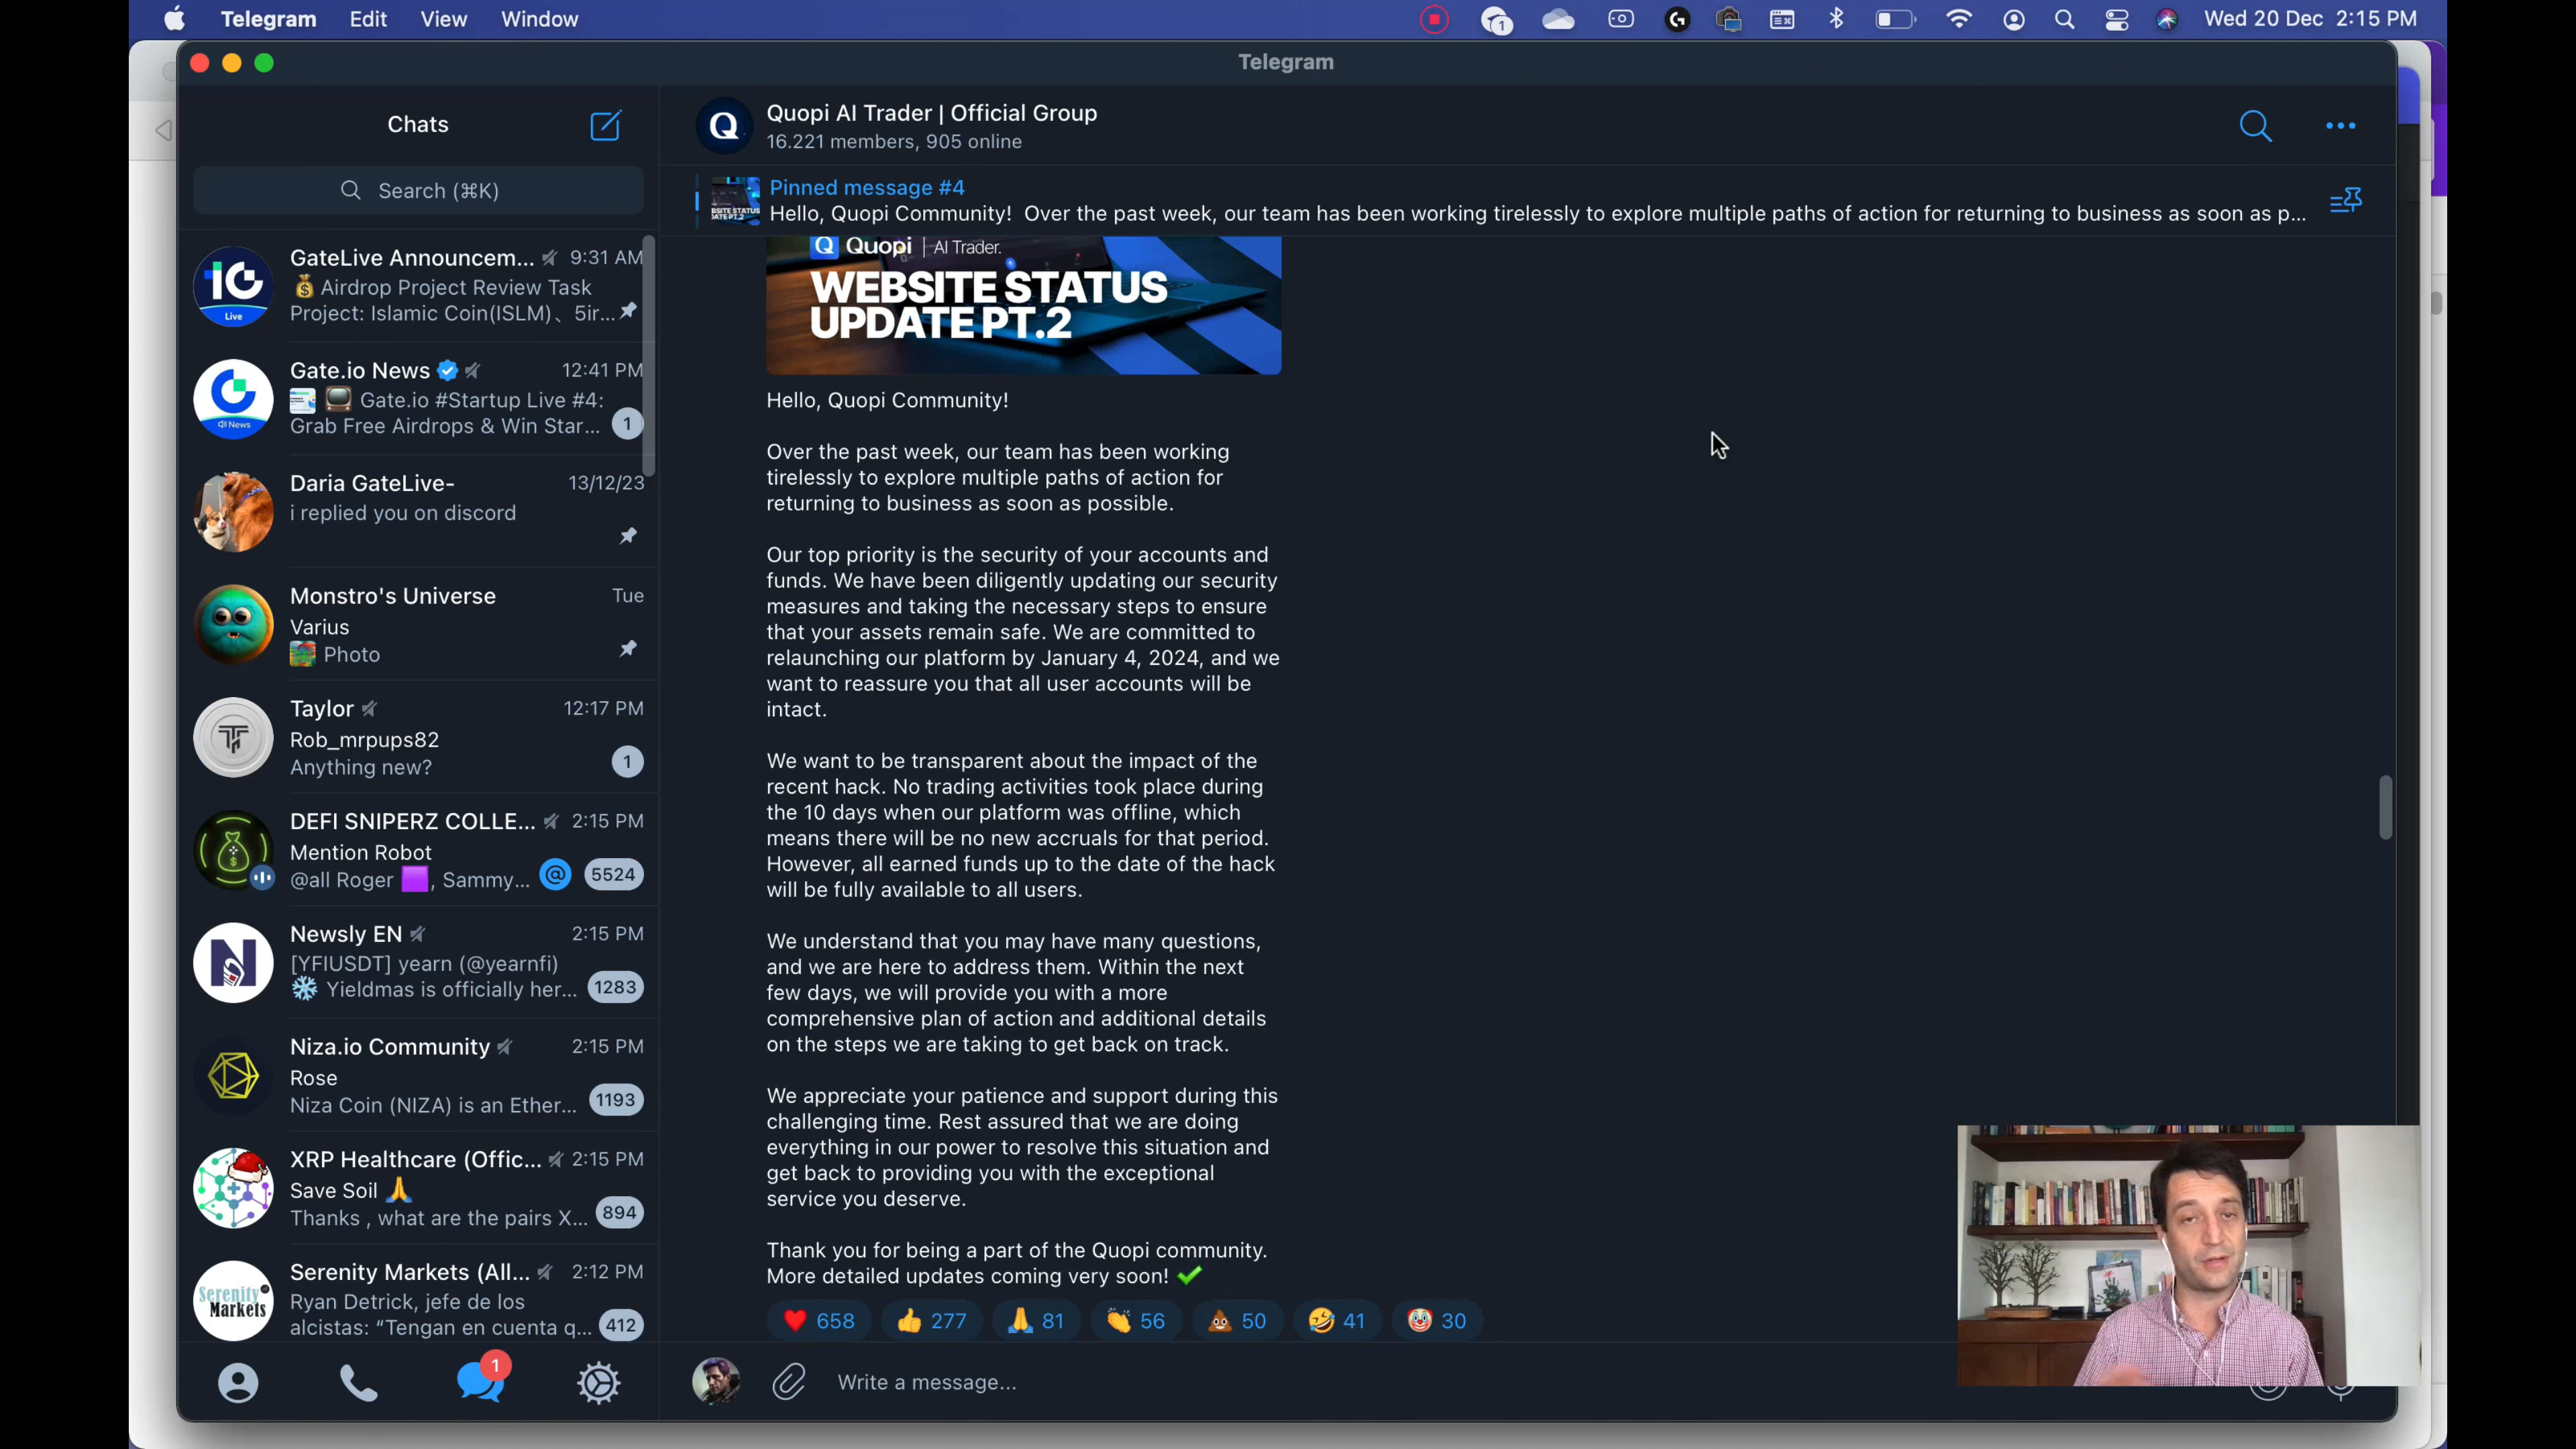 Telegram Edit View Window
1
Wed 20 Dec 2:15 PM
Telegram
Chats
Search (⌘K)
GateLive Announcem... 9:31 AM
💰 Airdrop Project Review Task
Project: Islamic Coin(ISLM)、5ir...
Live
Gate.io News 12:41 PM
Gate.io #Startup Live #4:
Grab Free Airdrops & Win Star... 1
News
Daria GateLive- 13/12/23
i replied you on discord
Monstro's Universe Tue
Varius
Photo
Taylor 12:17 PM
Rob_mrpups82
Anything new? 1
DEFI SNIPERZ COLLE... 2:15 PM
Mention Robot
@all Roger 🟪, Sammy... @ 5524
Newsly EN 2:15 PM
[YFIUSDT] yearn (@yearnfi)
❄️ Yieldmas is officially her... 1283
Niza.io Community 2:15 PM
Rose
Niza Coin (NIZA) is an Ether... 1193
XRP Healthcare (Offic... 2:15 PM
Save Soil 🙏
Thanks , what are the pairs X... 894
Serenity Markets (All... 2:12 PM
Ryan Detrick, jefe de los
alcistas: “Tengan en cuenta q... 412
Serenity
Markets
1
Q
Quopi AI Trader | Official Group
16.221 members, 905 online
Pinned message #4
Hello, Quopi Community! Over the past week, our team has been working tirelessly to explore multiple paths of action for returning to business as soon as p...
Quopi | AI Trader.
WEBSITE STATUS
UPDATE PT.2
Hello, Quopi Community!
Over the past week, our team has been working
tirelessly to explore multiple paths of action for
returning to business as soon as possible.
Our top priority is the security of your accounts and
funds. We have been diligently updating our security
measures and taking the necessary steps to ensure
that your assets remain safe. We are committed to
relaunching our platform by January 4, 2024, and we
want to reassure you that all user accounts will be
intact.
We want to be transparent about the impact of the
recent hack. No trading activities took place during
the 10 days when our platform was offline, which
means there will be no new accruals for that period.
However, all earned funds up to the date of the hack
will be fully available to all users.
We understand that you may have many questions,
and we are here to address them. Within the next
few days, we will provide you with a more
comprehensive plan of action and additional details
on the steps we are taking to get back on track.
We appreciate your patience and support during this
challenging time. Rest assured that we are doing
everything in our power to resolve this situation and
get back to providing you with the exceptional
service you deserve.
Thank you for being a part of the Quopi community.
More detailed updates coming very soon! ✔
❤️ 658 👍 277 🙏 81 👏 56 💩 50 🤣 41 🤡 30
Write a message...